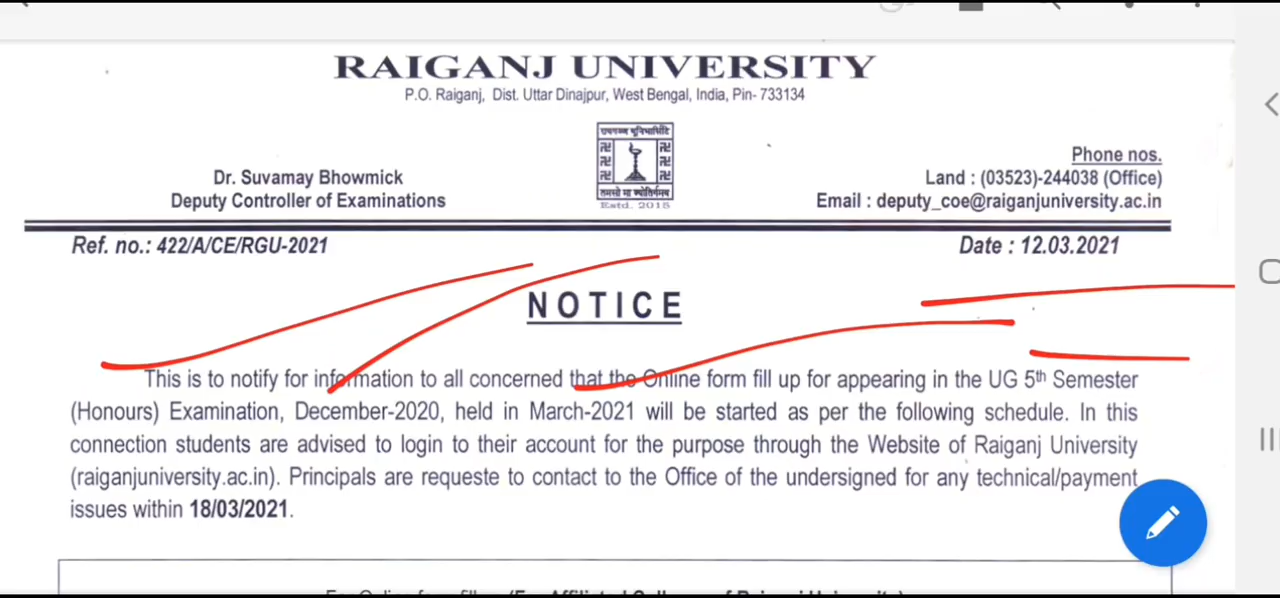 RAIGANJ UNIVERSITY
P.O. Raiganj, Dist. Uttar Dinajpur, West Bengal, India, Pin- 733134
Phone nos.
Dr. Suvamay Bhowmick
Land : (03523)-244038 (Office)
Deputy Controller of Examinations
तमसो मा ज्योतिर्गमय
Estd. 2015
Email : deputy_coe@raiganjuniversity.ac.in
Ref. no.: 422/A/CE/RGU-2021
Date : 12.03.2021
NOTICE
This is to notify for information to all concerned that the Online form fill up for appearing in the UG 5th Semester
(Honours) Examination, December-2020, held in March-2021 will be started as per the following schedule. In this
connection students are advised to login to their account for the purpose through the Website of Raiganj University
(raiganjuniversity.ac.in). Principals are requeste to contact to the Office of the undersigned for any technical/payment
issues within 18/03/2021.